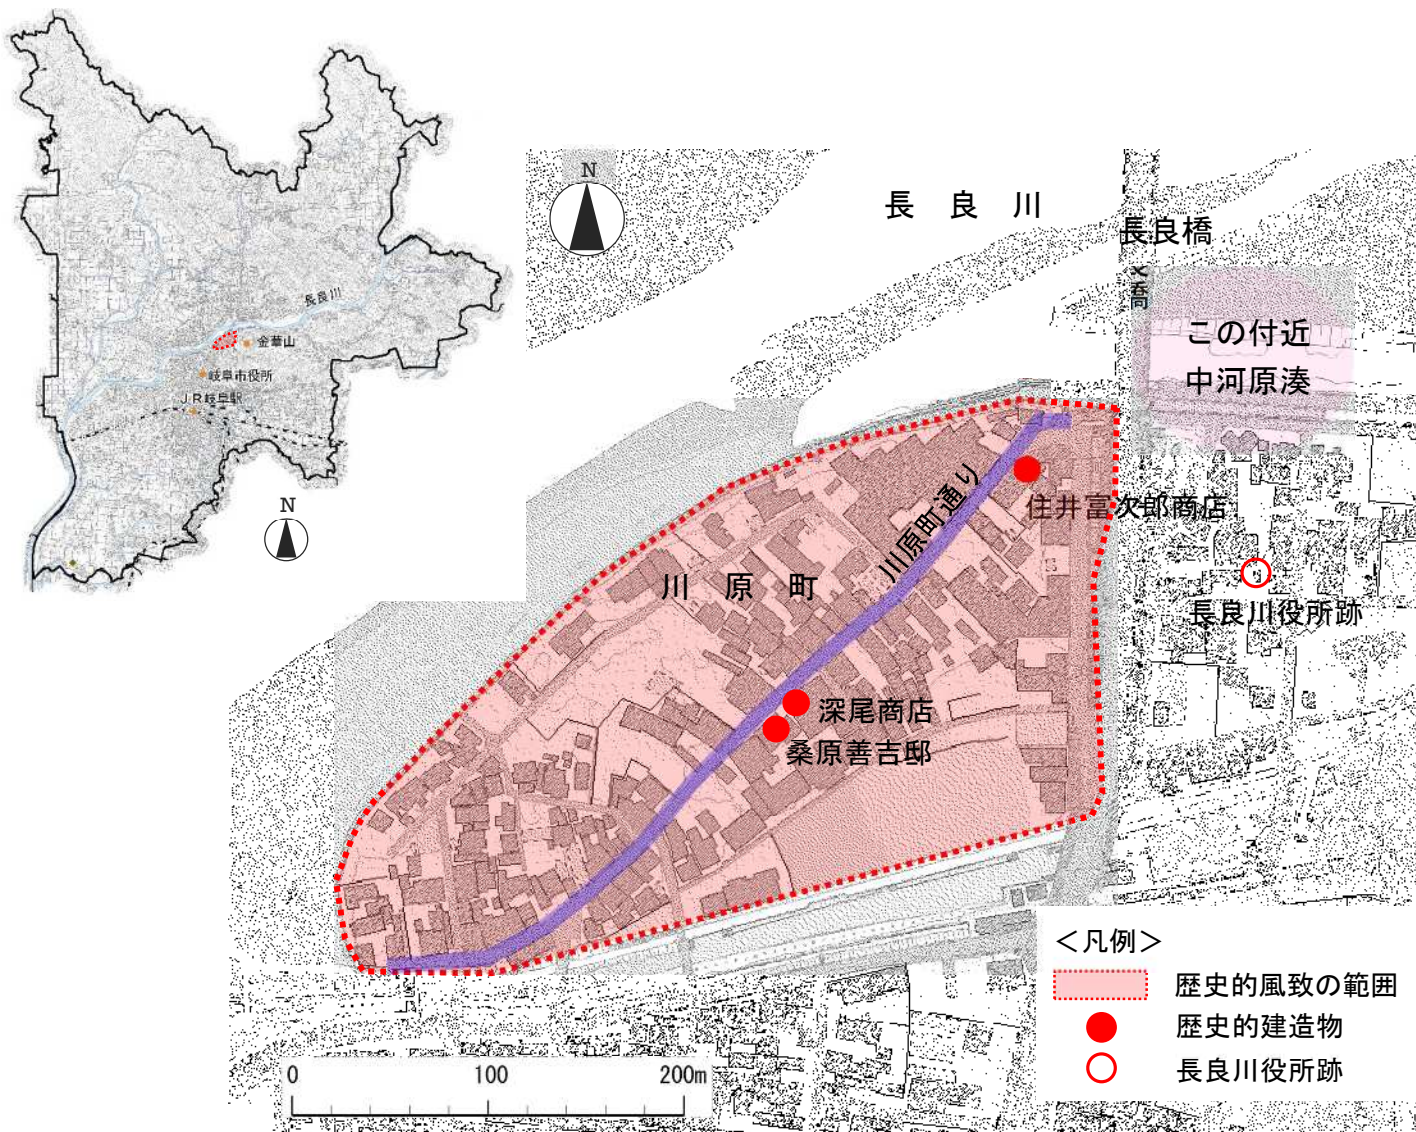 長良川
金華山
岐阜市役所
JR岐阜駅
N
N
長良川
長良橋
この付近
中河原湊
住井富次郎商店
川原町通り
川原町
長良川役所跡
深尾商店
桑原善吉邸
＜凡例＞
歴史的風致の範囲
歴史的建造物
長良川役所跡
0 100 200m